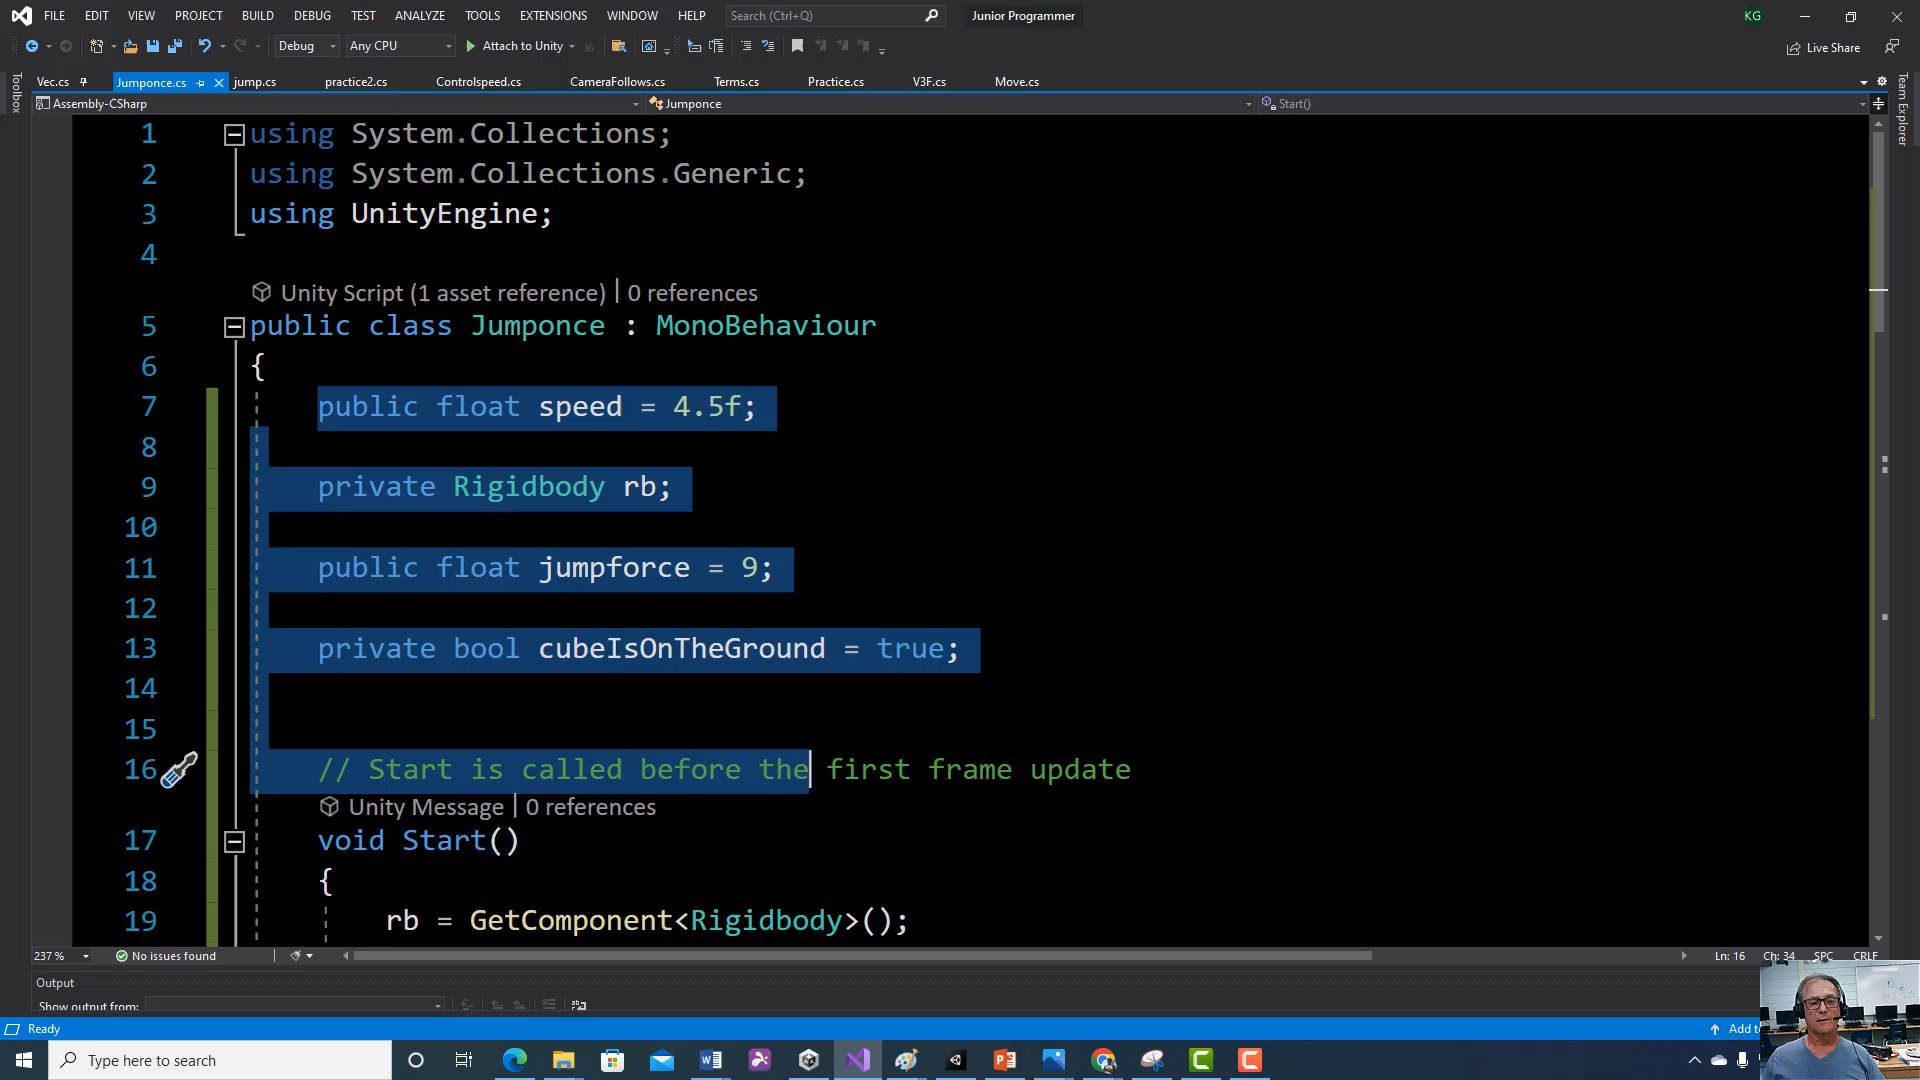 FILE EDIT VIEW PROJECT BUILD DEBUG TEST ANALYZE TOOLS EXTENSIONS WINDOW HELP Search (Ctrl+Q) Junior Programmer KG
Debug Any CPU Attach to Unity Live Share
Vec.cs Jumponce.cs jump.cs practice2.cs Controlspeed.cs CameraFollows.cs Terms.cs Practice.cs V3F.cs Move.cs
Toolbox
Team Explorer
Assembly-CSharp Jumponce Start()
1 using System.Collections;
2 using System.Collections.Generic;
3 using UnityEngine;
4
Unity Script (1 asset reference) | 0 references
5 public class Jumponce : MonoBehaviour
6 {
7 public float speed = 4.5f;
8
9 private Rigidbody rb;
10
11 public float jumpforce = 9;
12
13 private bool cubeIsOnTheGround = true;
14
15
16 // Start is called before the first frame update
Unity Message | 0 references
17 void Start()
18 {
19 rb = GetComponent<Rigidbody>();
237 % No issues found Ln: 16 Ch: 34 SPC CRLF
Output
Show output from:
Ready Add to
Type here to search